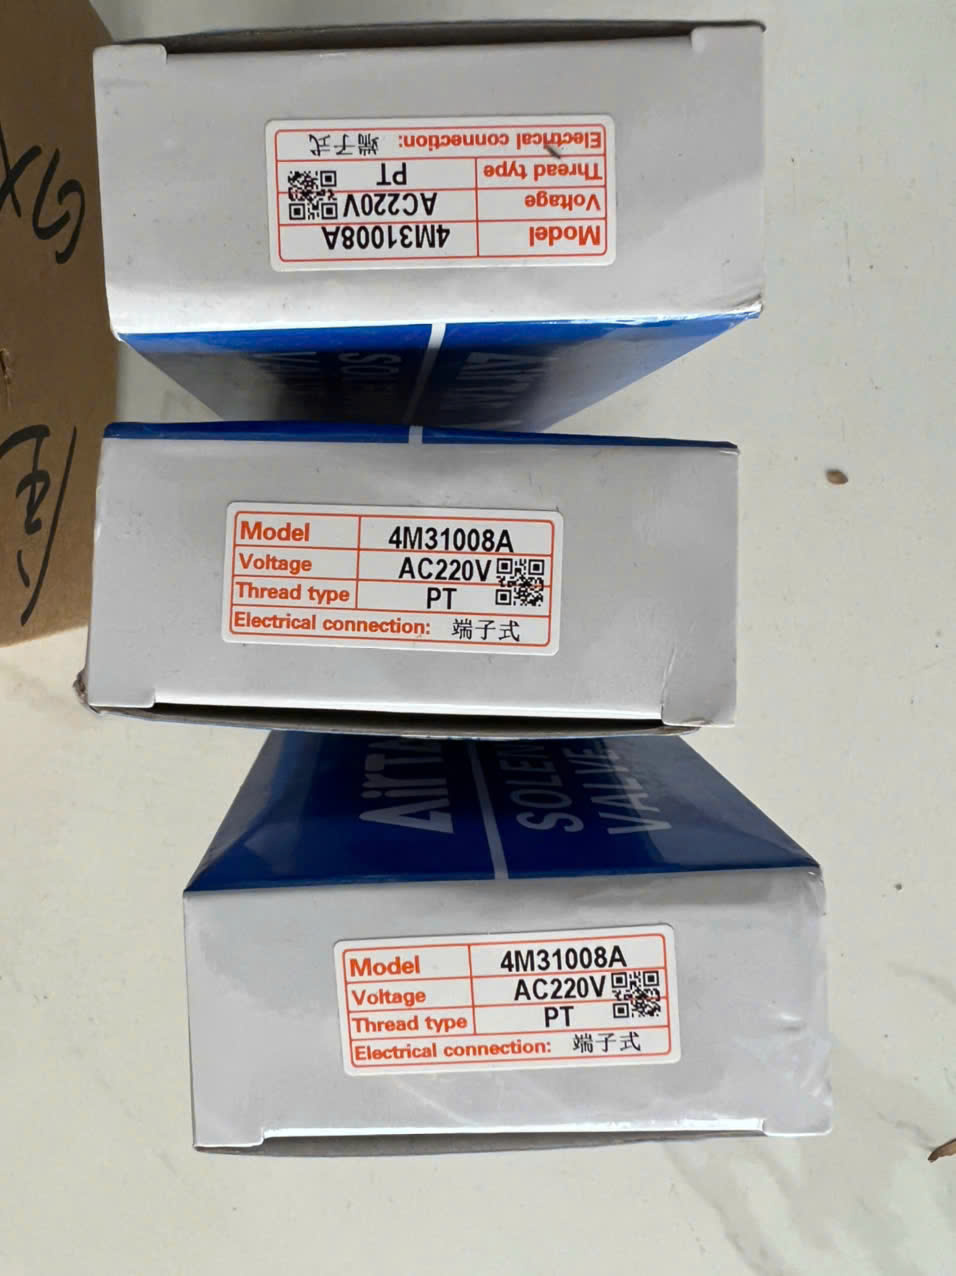 Model 4M31008A
Voltage AC220V
Thread type PT
Electrical connection: 端子式
Model 4M31008A
Voltage AC220V
Thread type PT
Electrical connection: 端子式
SOLEN
VALVE
Model 4M31008A
Voltage AC220V
Thread type PT
Electrical connection: 端子式